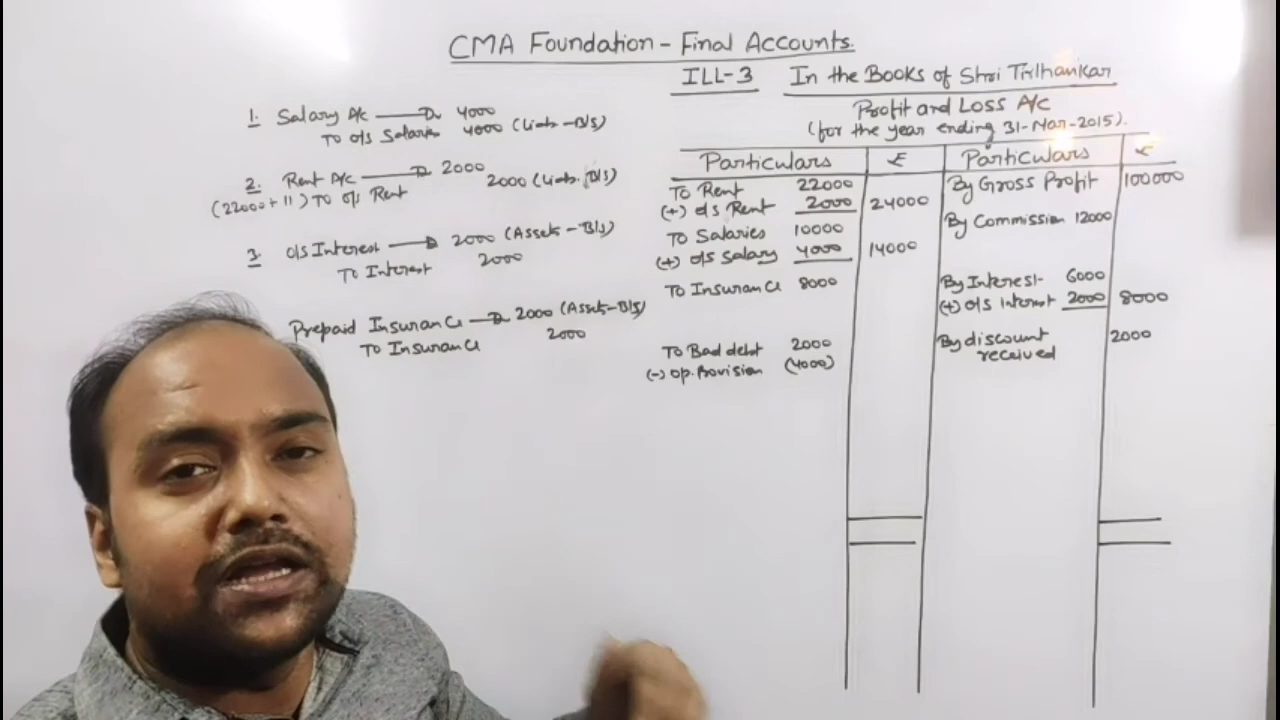 CMA Foundation - Final Accounts.
ILL-3 In the Books of Shri Tirthankar
Profit and Loss A/c
(for the year ending 31-Mar-2015).
1. Salary A/c → Dr 4000
To o/s Salaries 4000 (Liab-B/S)
2. Rent A/c → Dr 2000
(22000 ÷ 11) To o/s Rent 2000 (Liab. B/S)
3. o/s Interest → Dr 2000 (Assets-B/S)
To Interest 2000
Prepaid Insurance → Dr 2000 (Assets-B/S)
To Insurance 2000
Particulars ₹ Particulars ₹
To Rent 22000 By Gross Profit 100000
(+) o/s Rent 2000 24000
To Salaries 10000 By Commission 12000
(+) o/s Salary 4000 14000
To Insurance 8000 By Interest 6000
(+) o/s Interest 2000 8000
To Bad debt 2000 By discount received 2000
(-) Op. Provision (4000)